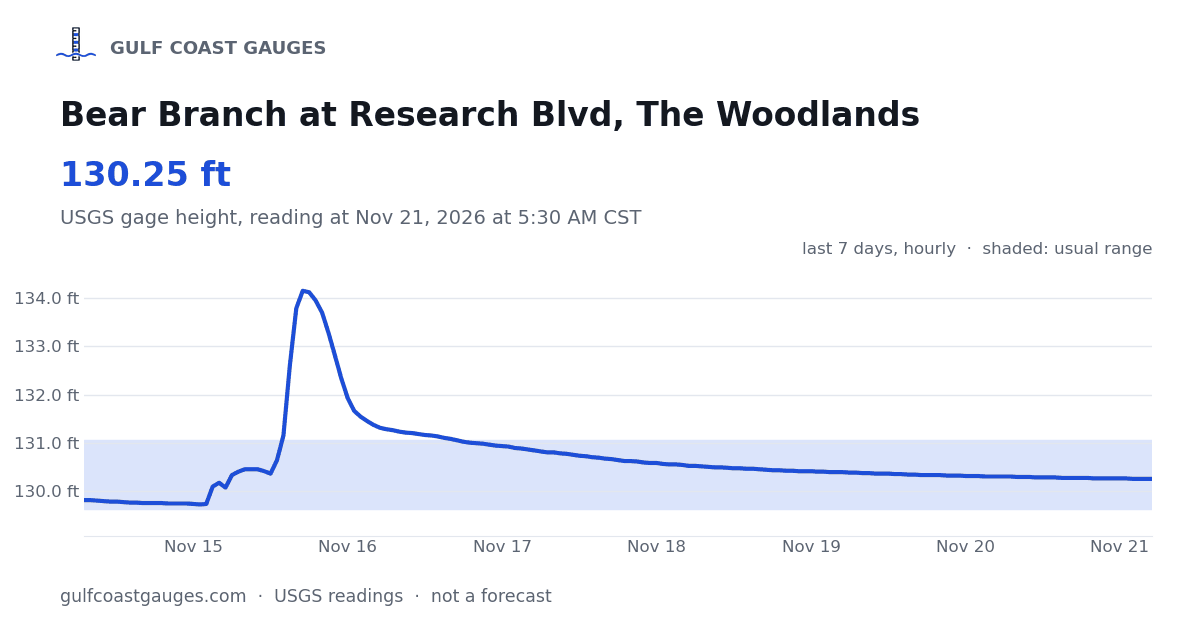 GULF COAST GAUGES
Bear Branch at Research Blvd, The Woodlands
130.25 ft
USGS gage height, reading at Nov 21, 2026 at 5:30 AM CST
last 7 days, hourly · shaded: usual range
134.0 ft
133.0 ft
132.0 ft
131.0 ft
130.0 ft
Nov 15 Nov 16 Nov 17 Nov 18 Nov 19 Nov 20 Nov 21
gulfcoastgauges.com · USGS readings · not a forecast